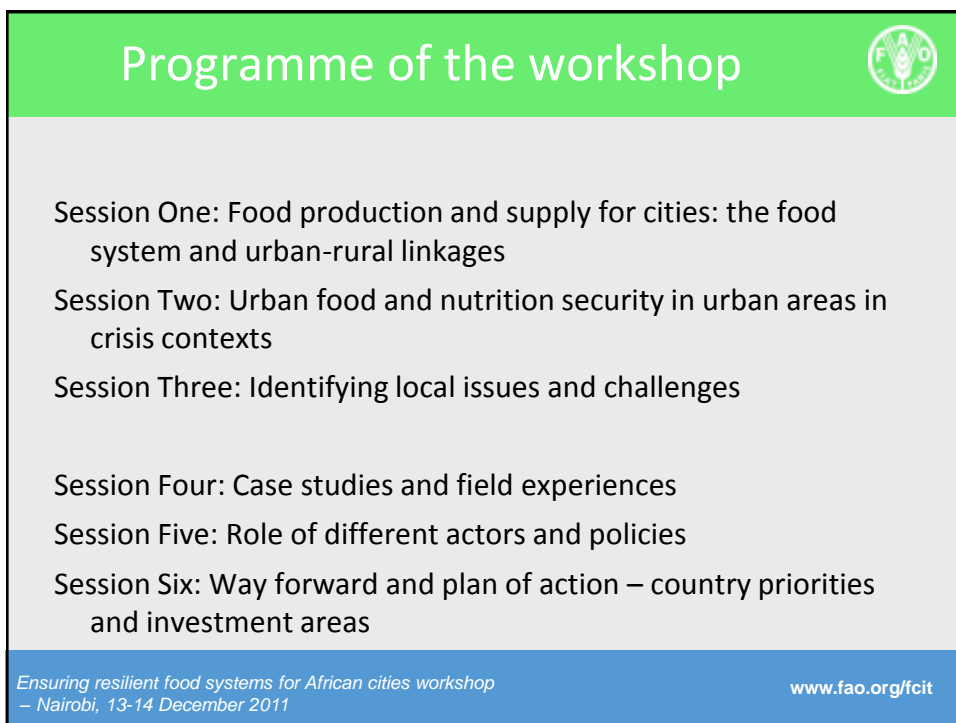 Programme of the workshop
F A O
FIAT PANIS
Session One: Food production and supply for cities: the food
system and urban-rural linkages
Session Two: Urban food and nutrition security in urban areas in
crisis contexts
Session Three: Identifying local issues and challenges
Session Four: Case studies and field experiences
Session Five: Role of different actors and policies
Session Six: Way forward and plan of action – country priorities
and investment areas
Ensuring resilient food systems for African cities workshop
– Nairobi, 13-14 December 2011
www.fao.org/fcit